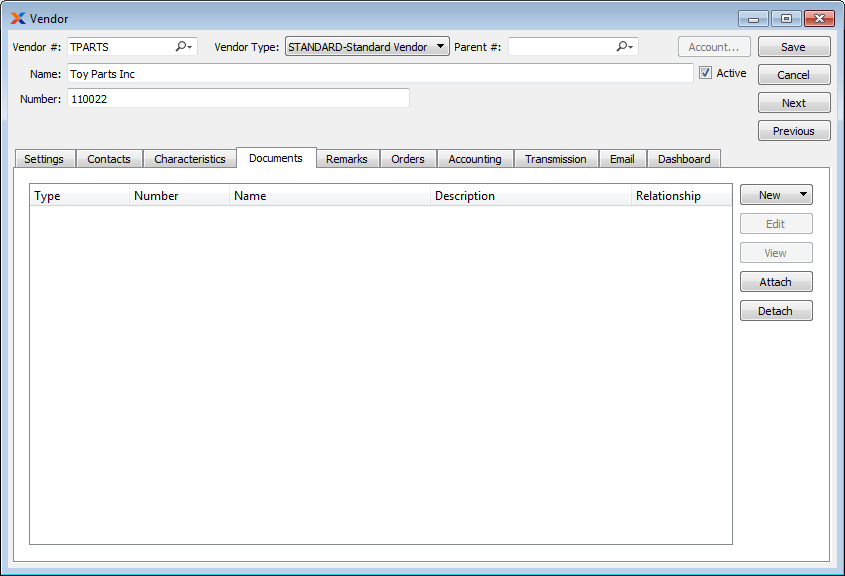 Vendor
Vendor #: TPARTS Vendor Type: STANDARD-Standard Vendor Parent #: Account... Save
Name: Toy Parts Inc Active Cancel
Number: 110022 Next
Previous
Settings Contacts Characteristics Documents Remarks Orders Accounting Transmission Email Dashboard
Type Number Name Description Relationship New
Edit
View
Attach
Detach